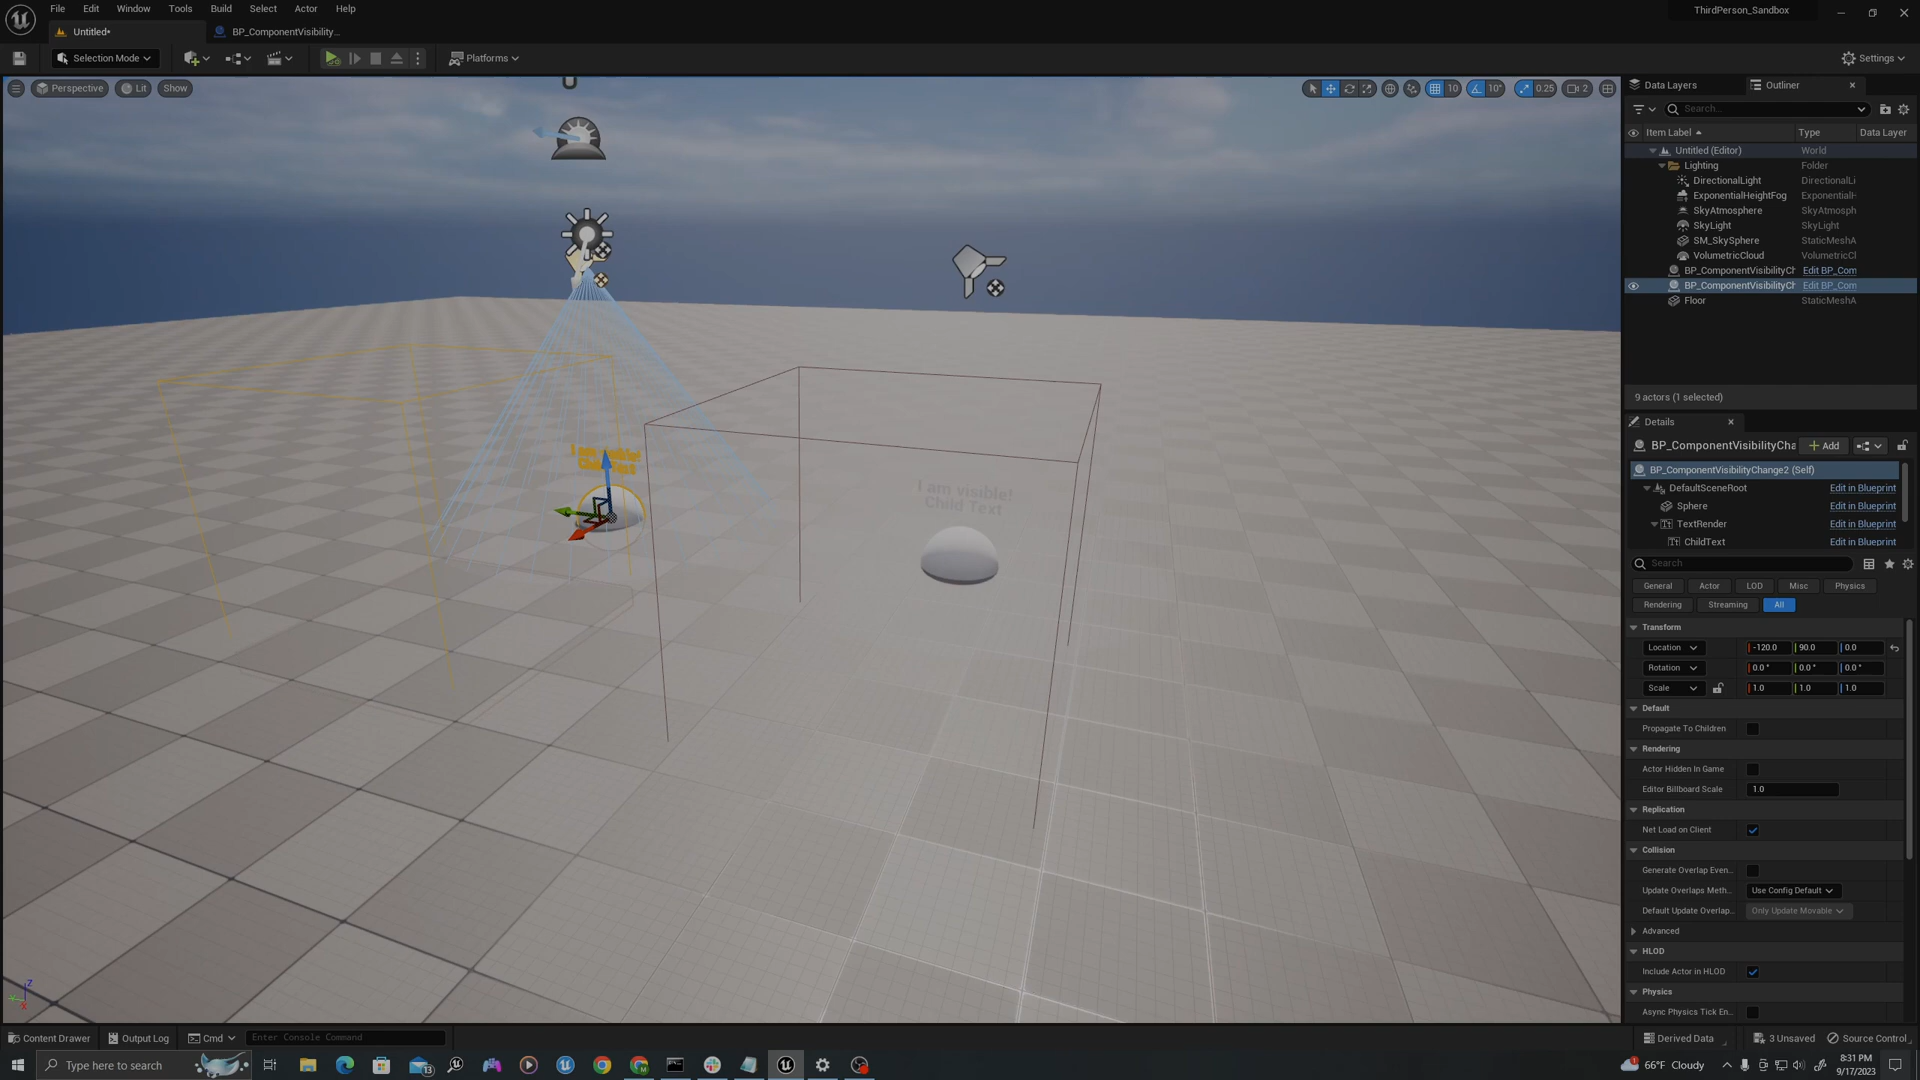 File Edit Window Tools Build Select Actor Help
ThirdPerson_Sandbox
Untitled*
BP_ComponentVisibility...
Selection Mode
Platforms
Settings
Perspective
Lit
Show
10
10°
0.25
2
I am visible!
Child Text
I am visible!
Child Text
Data Layers
Outliner
Search...
Item Label Type Data Layer
Untitled (Editor) World
Lighting Folder
DirectionalLight DirectionalLi
ExponentialHeightFog ExponentialH
SkyAtmosphere SkyAtmosph
SkyLight SkyLight
SM_SkySphere StaticMeshA
VolumetricCloud VolumetricCl
BP_ComponentVisibilityCh Edit BP_Com
BP_ComponentVisibilityCh Edit BP_Com
Floor StaticMeshA
9 actors (1 selected)
Details
BP_ComponentVisibilityCha
Add
BP_ComponentVisibilityChange2 (Self)
DefaultSceneRoot Edit in Blueprint
Sphere Edit in Blueprint
TextRender Edit in Blueprint
ChildText Edit in Blueprint
Search
General Actor LOD Misc Physics
Rendering Streaming All
Transform
Location -120.0 90.0 0.0
Rotation 0.0 ° 0.0 ° 0.0 °
Scale 1.0 1.0 1.0
Default
Propagate To Children
Rendering
Actor Hidden In Game
Editor Billboard Scale 1.0
Replication
Net Load on Client
Collision
Generate Overlap Even...
Update Overlaps Meth... Use Config Default
Default Update Overlap... Only Update Movable
Advanced
HLOD
Include Actor in HLOD
Physics
Async Physics Tick En...
Z
Y
X
Content Drawer
Output Log
Cmd
Enter Console Command
Derived Data
3 Unsaved
Source Control
Type here to search
13
66°F Cloudy
8:31 PM
9/17/2023